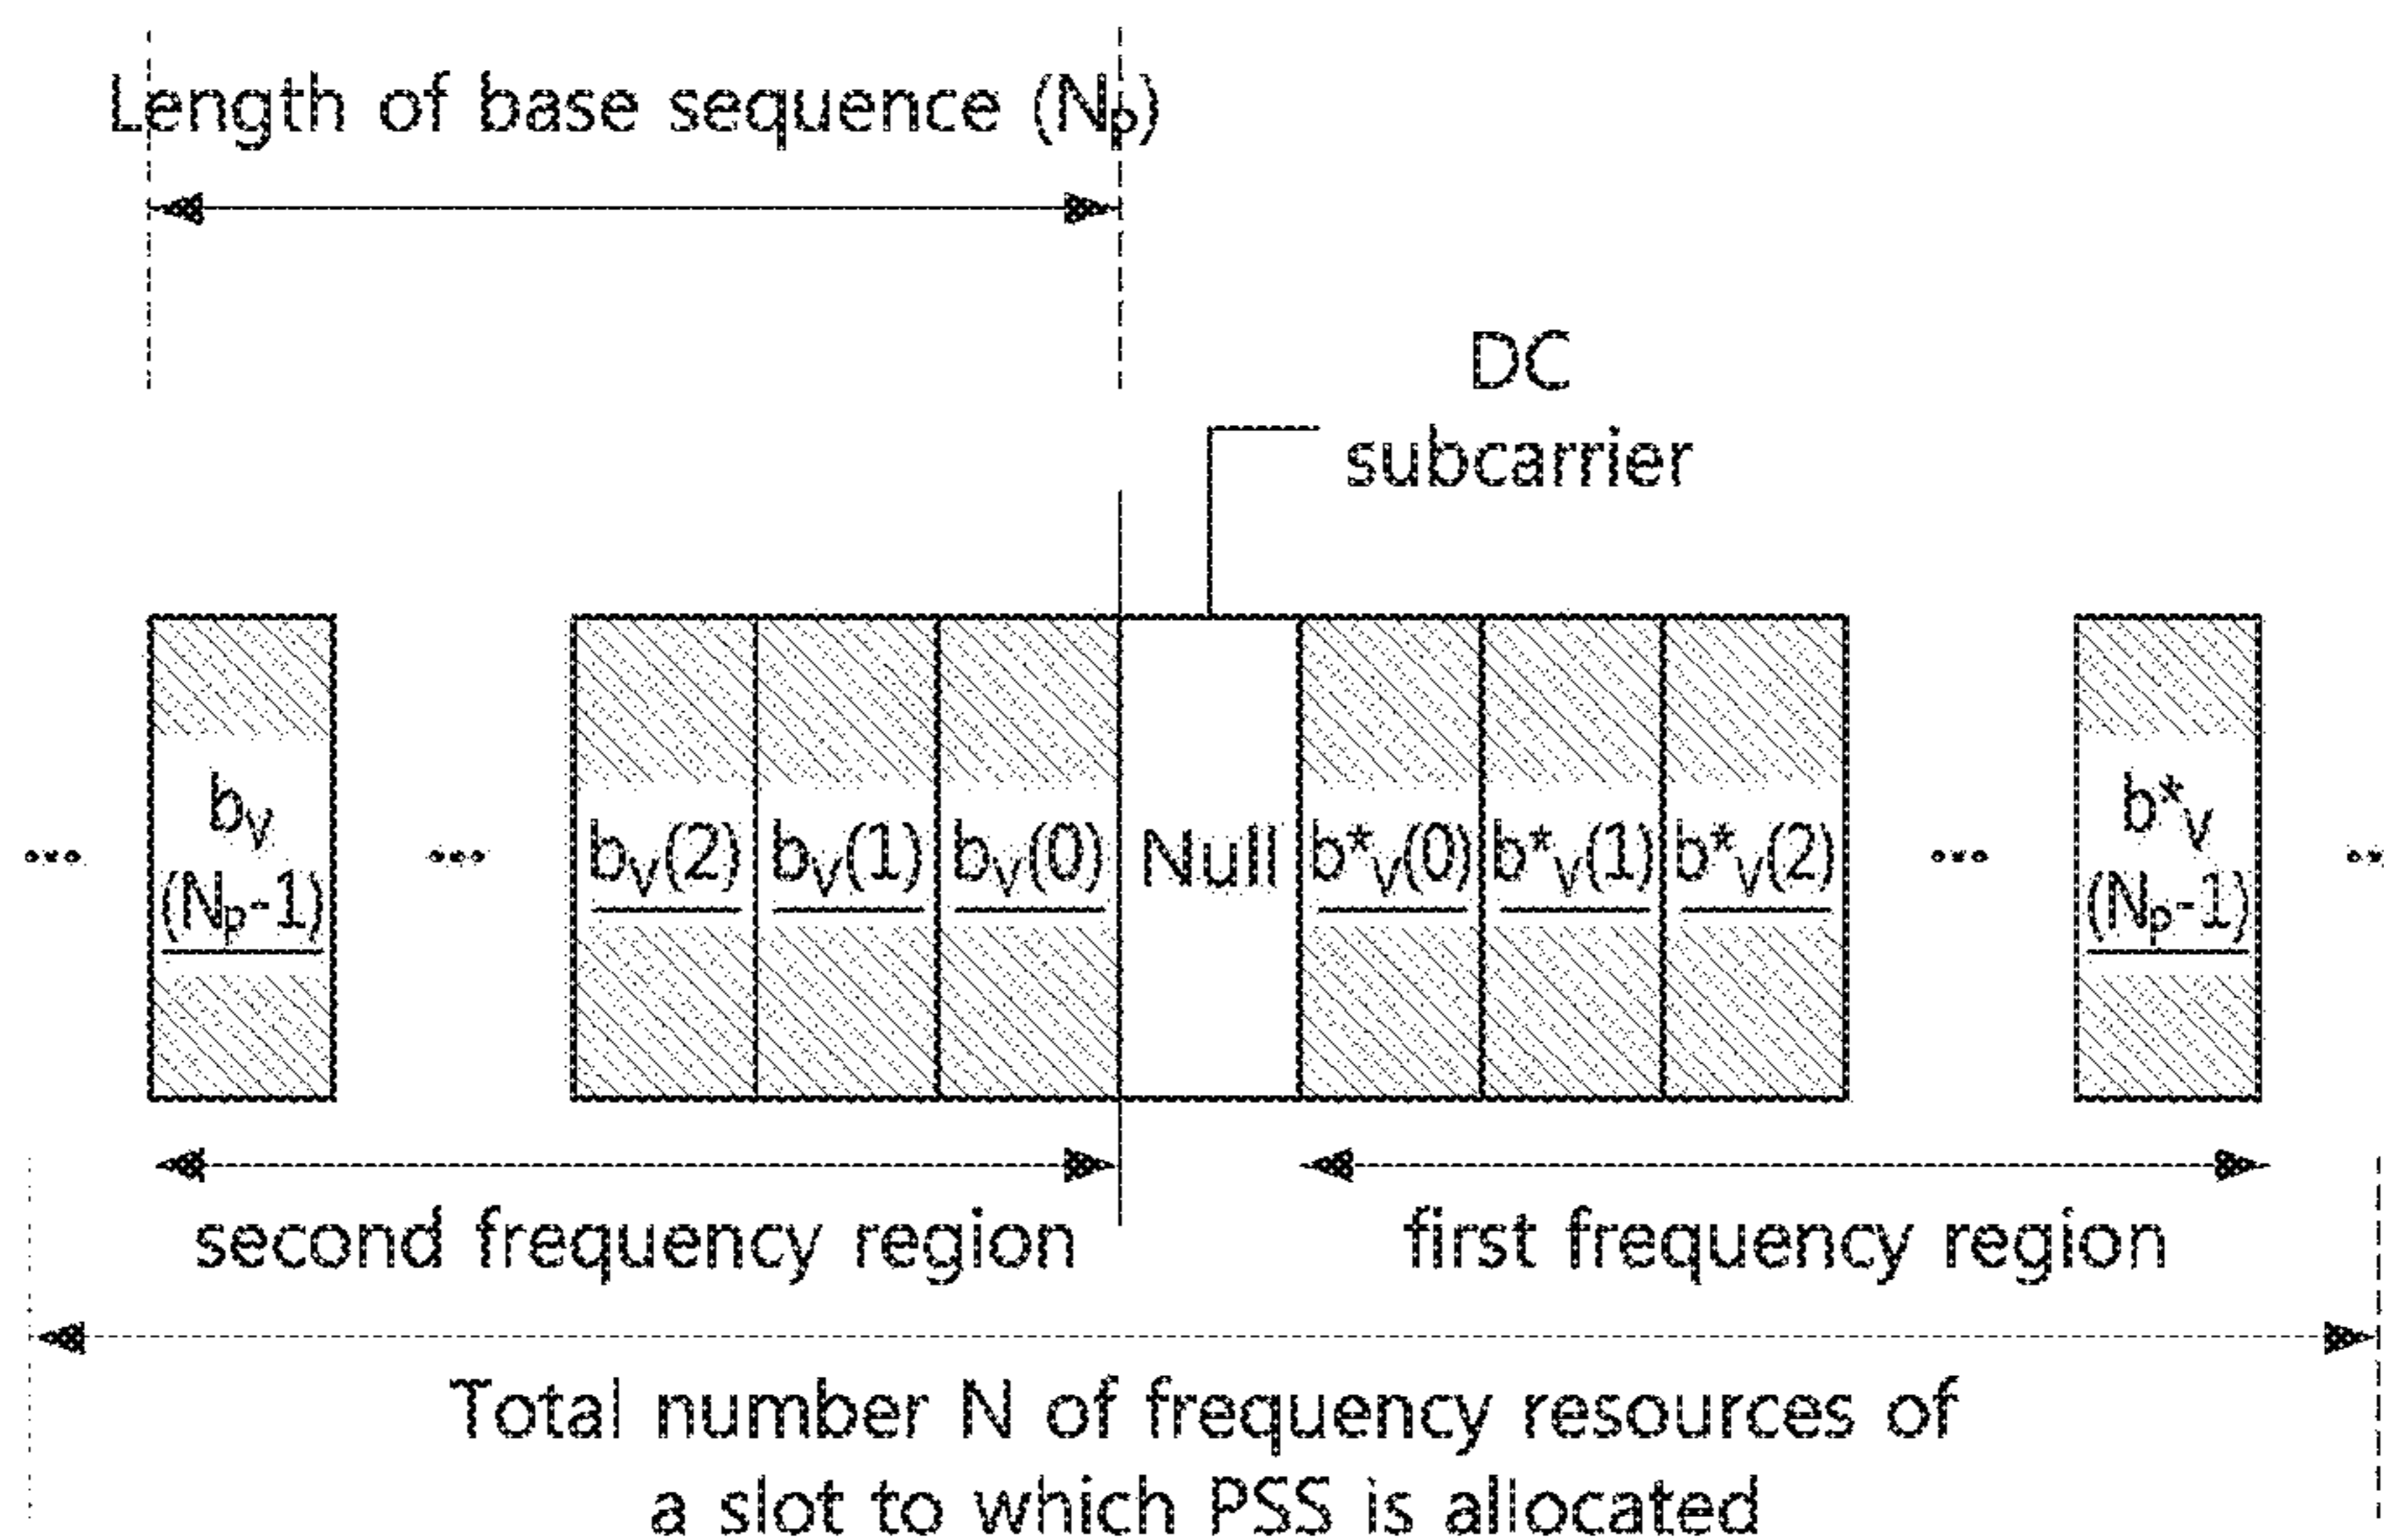 Length of base sequence (Np)
DC
subcarrier
... bv (Np-1) ... bv(2) bv(1) bv(0) Null b*v(0) b*v(1) b*v(2) ... b*v (Np-1) ...
second frequency region first frequency region
Total number N of frequency resources of
a slot to which PSS is allocated